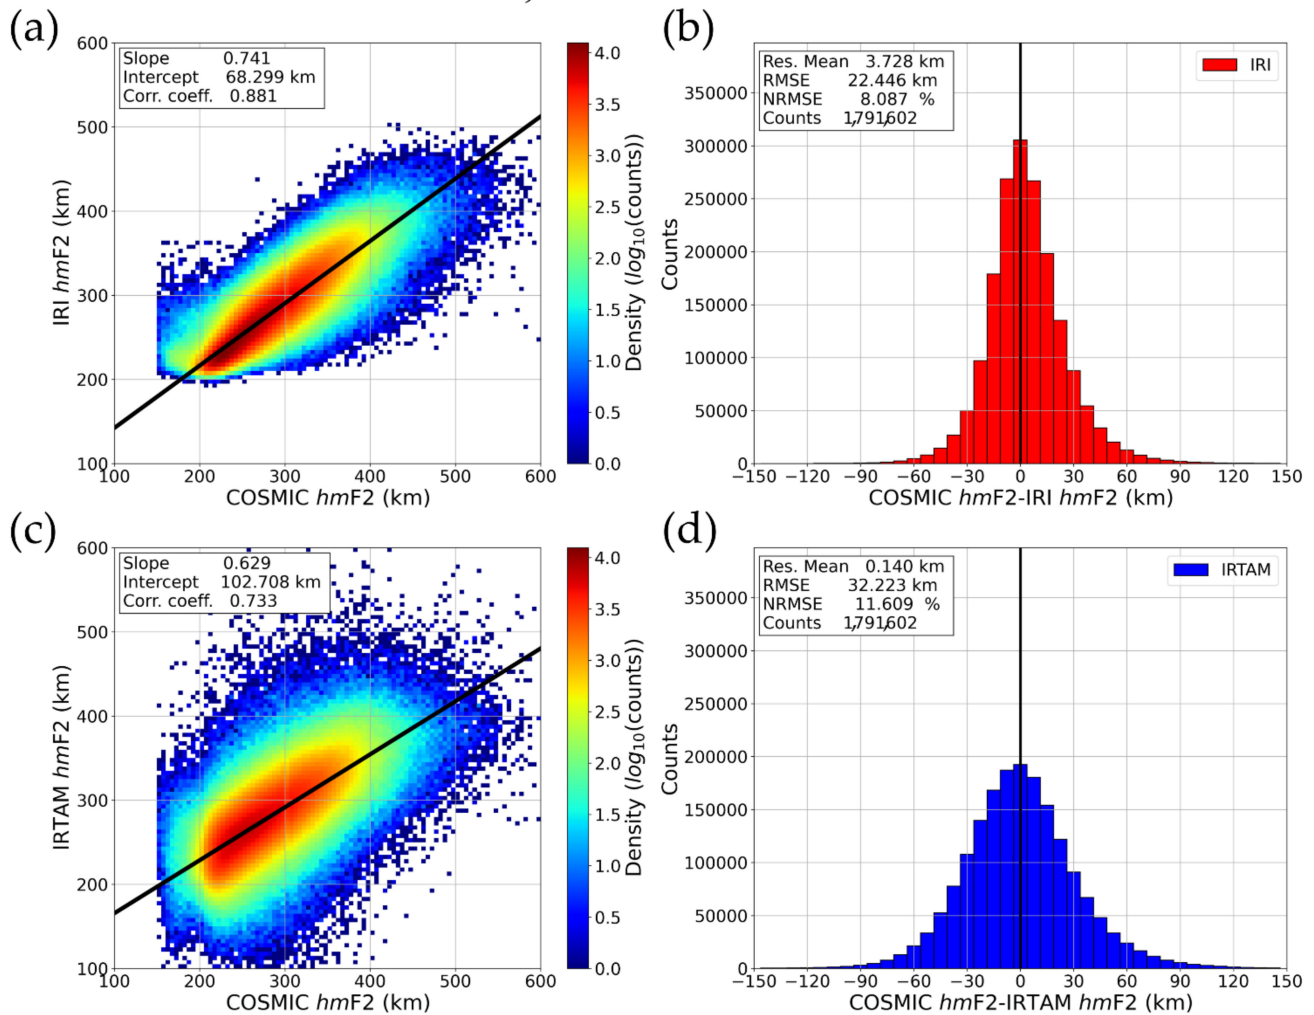 (a)
Slope 0.741
Intercept 68.299 km
Corr. coeff. 0.881
600
500
400
300
200
100
IRI hmF2 (km)
100 200 300 400 500 600
COSMIC hmF2 (km)
4.0
3.5
3.0
2.5
2.0
1.5
1.0
0.5
0.0
Density (log10(counts))
(b)
Res. Mean 3.728 km
RMSE 22.446 km
NRMSE 8.087 %
Counts 1,791,602
IRI
350000
300000
250000
200000
150000
100000
50000
0
Counts
−150 −120 −90 −60 −30 0 30 60 90 120 150
COSMIC hmF2-IRI hmF2 (km)
(c)
Slope 0.629
Intercept 102.708 km
Corr. coeff. 0.733
600
500
400
300
200
100
IRTAM hmF2 (km)
100 200 300 400 500 600
COSMIC hmF2 (km)
4.0
3.5
3.0
2.5
2.0
1.5
1.0
0.5
0.0
Density (log10(counts))
(d)
Res. Mean 0.140 km
RMSE 32.223 km
NRMSE 11.609 %
Counts 1,791,602
IRTAM
350000
300000
250000
200000
150000
100000
50000
0
Counts
−150 −120 −90 −60 −30 0 30 60 90 120 150
COSMIC hmF2-IRTAM hmF2 (km)